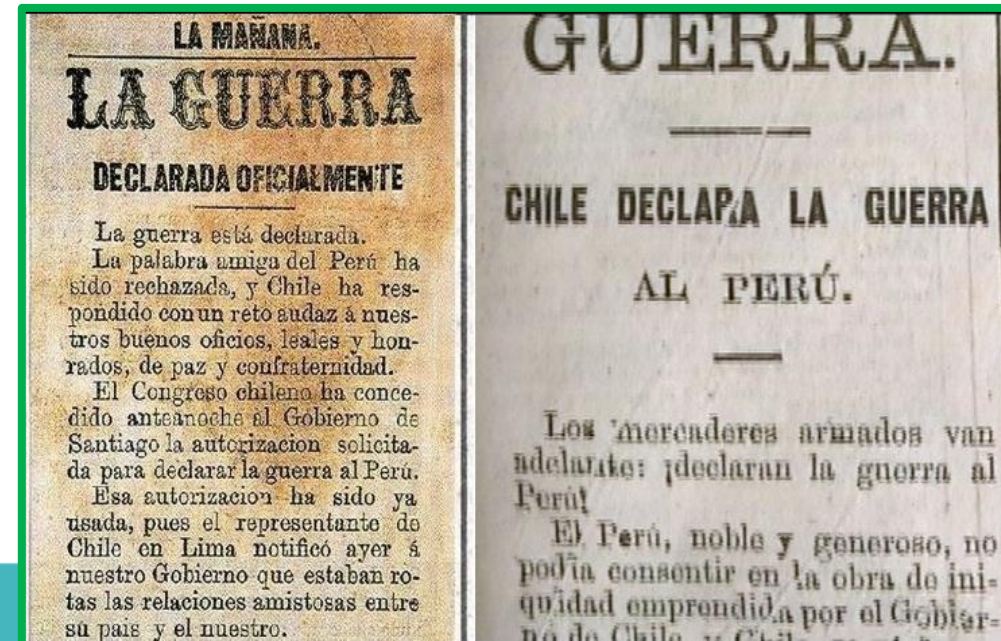 LA MAÑANA.
LA GUERRA
DECLARADA OFICIALMENTE
La guerra está declarada.
La palabra amiga del Perú ha
sido rechazada, y Chile ha res-
pondido con un reto audaz á nues-
tros buenos oficios, leales y hon-
rados, de paz y confraternidad.
El Congreso chileno ha conce-
dido anteanoche al Gobierno de
Santiago la autorizacion solicita-
da para declarar la guerra al Perú.
Esa autorizacion ha sido ya
usada, pues el representante de
Chile en Lima notificó ayer á
nuestro Gobierno que estaban ro-
tas las relaciones amistosas entre
su pais y el nuestro.
GUERRA.
CHILE DECLARA LA GUERRA
AL PERÚ.
Los mercaderes armados van
adelante: ¡declaran la guerra al
Perú!
El Perú, noble y generoso, no
podia consentir en la obra de ini-
quidad emprendida por el Gobier-
no de Chile, y Chile